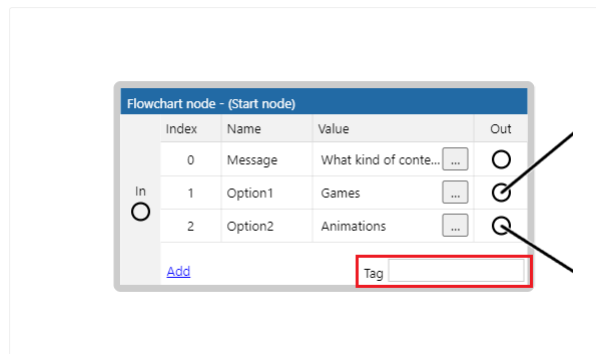 Flowchart node - (Start node)
Index Name Value Out
0 Message What kind of conte... ...
In
1 Option1 Games ...
2 Option2 Animations ...
Add Tag